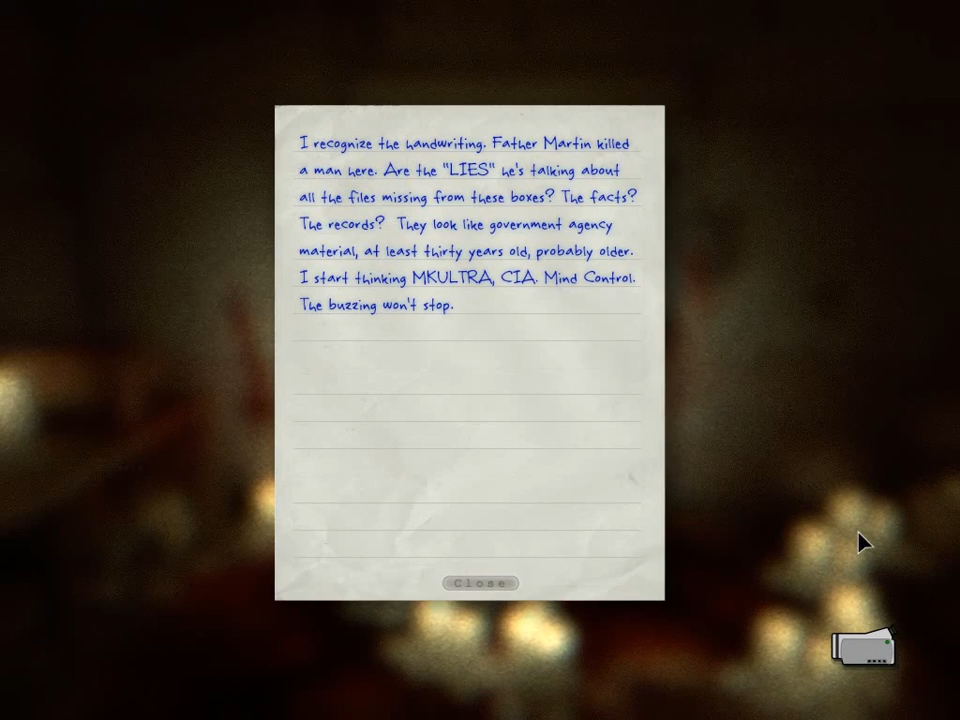 I recognize the handwriting. Father Martin killed
a man here. Are the "LIES" he's talking about
all the files missing from these boxes? The facts?
The records?  They look like government agency
material, at least thirty years old, probably older.
I start thinking MKULTRA, CIA. Mind Control.
The buzzing won't stop.
Close